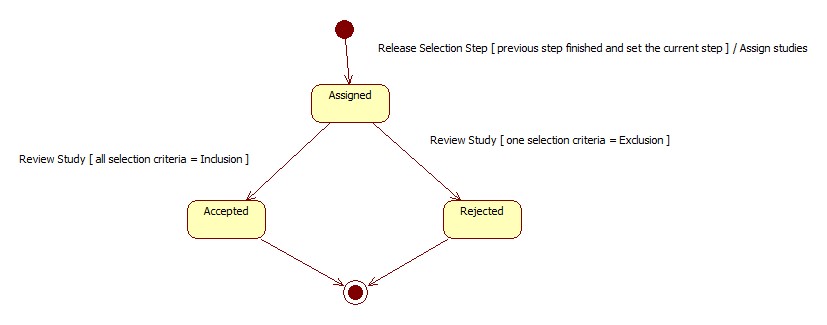 Release Selection Step [ previous step finished and set the current step ] / Assign studies
Assigned
Review Study [ one selection criteria = Exclusion ]
Review Study [ all selection criteria = Inclusion ]
Accepted
Rejected